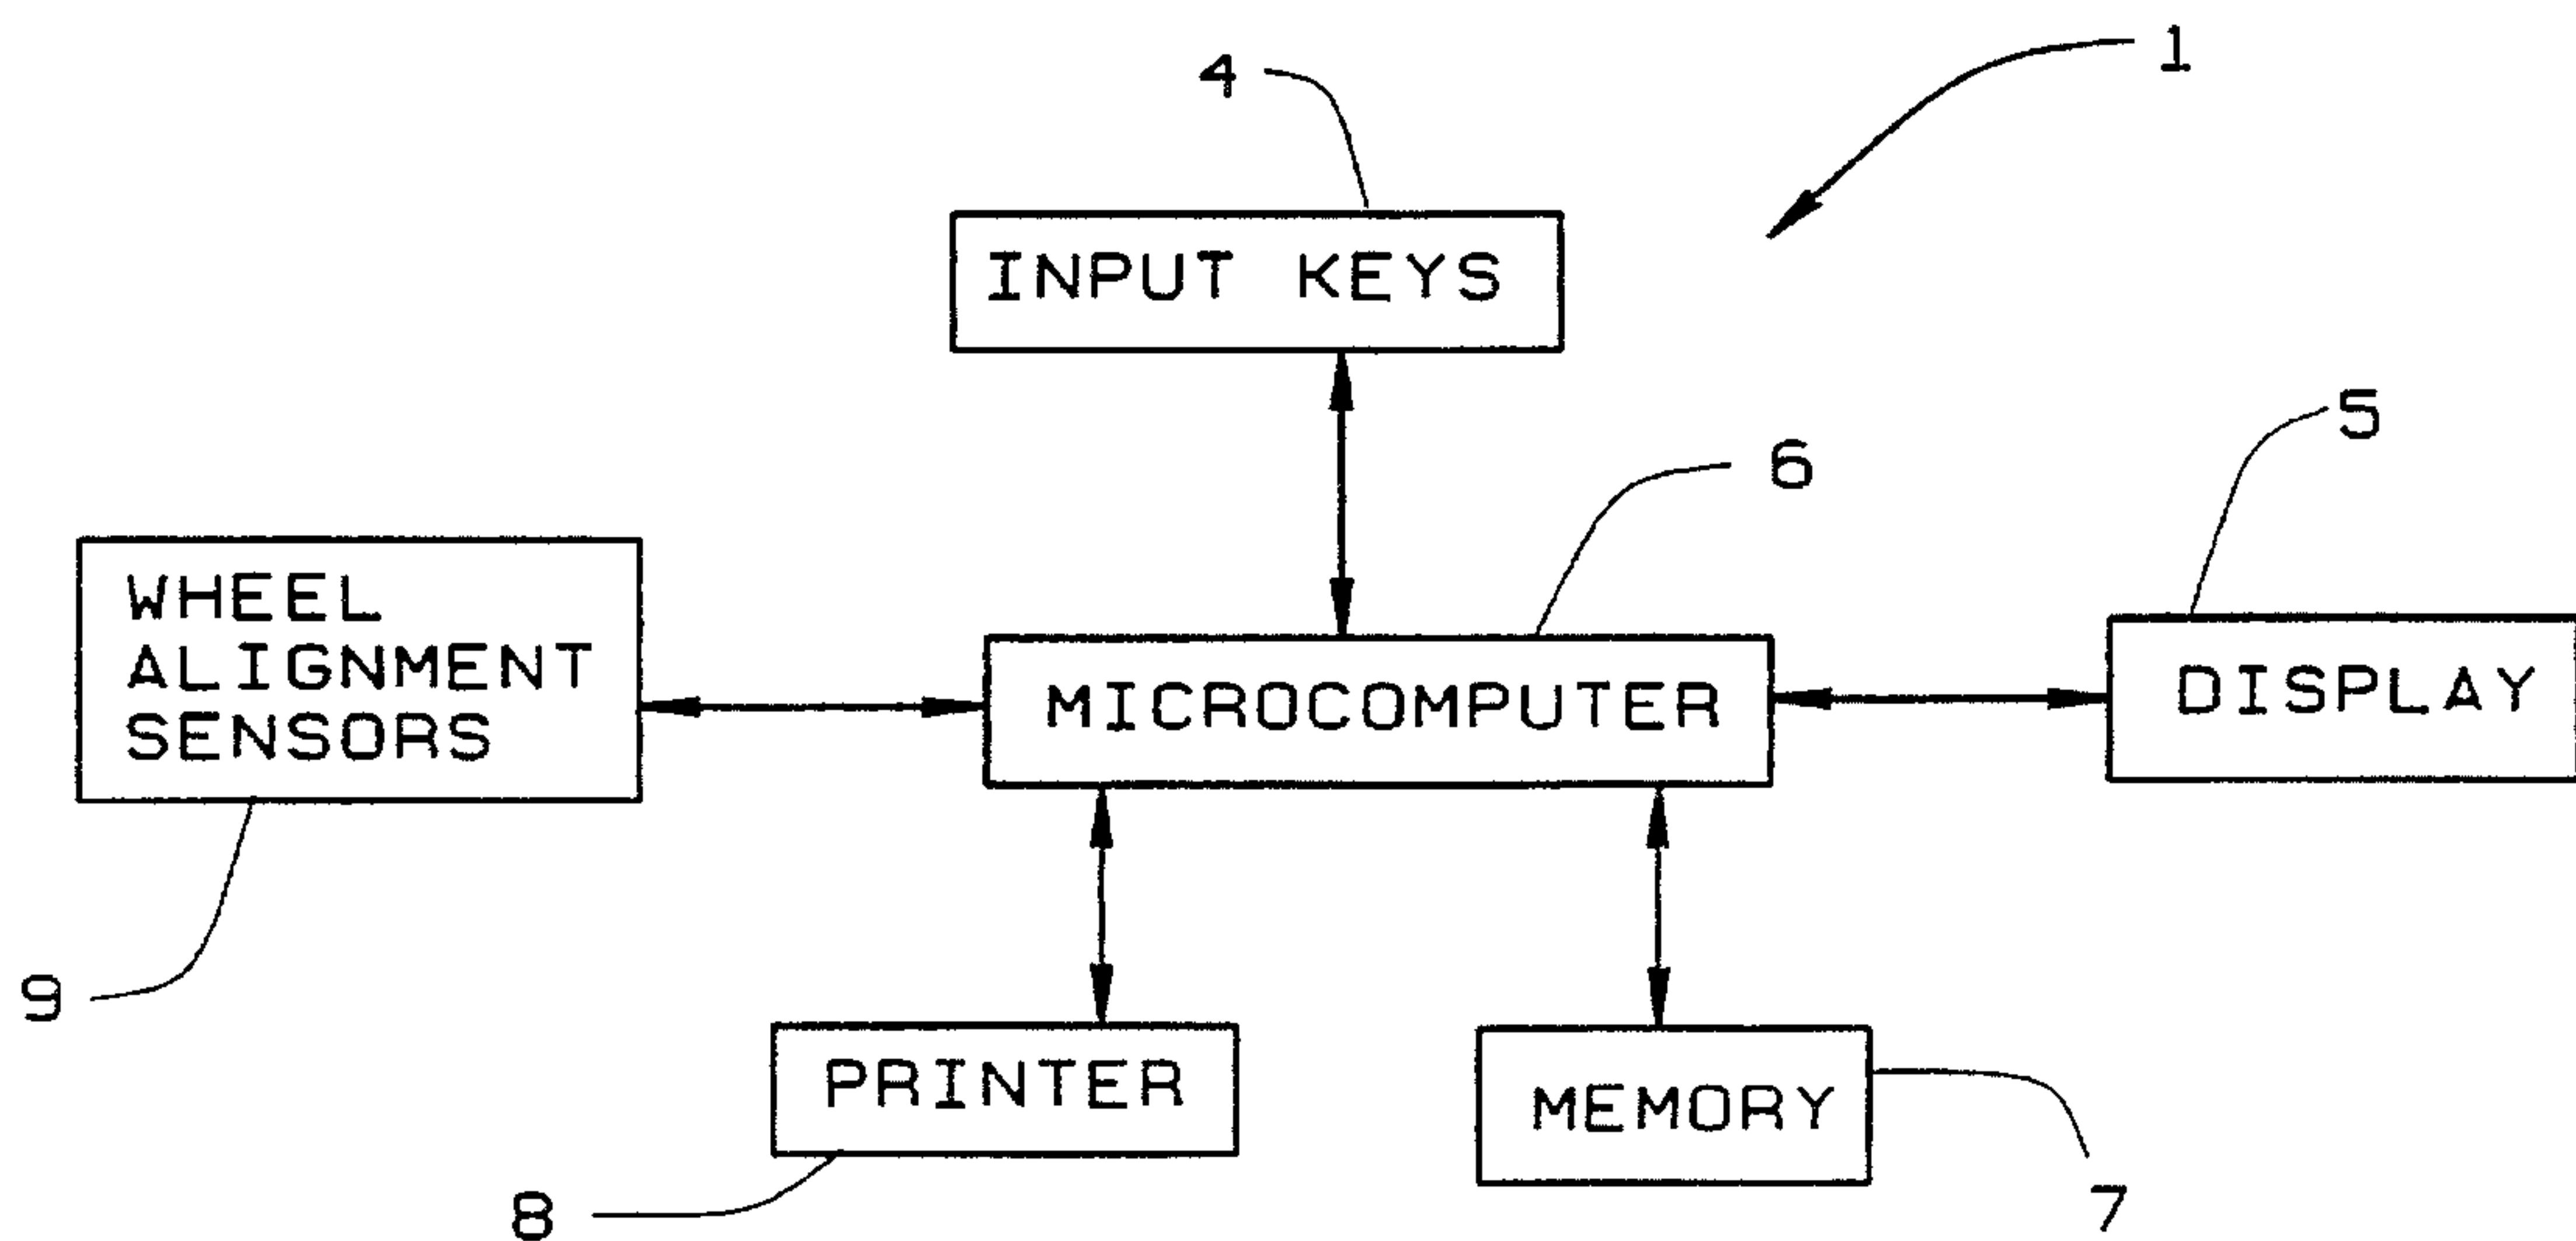 1
4
INPUT KEYS
5
6
WHEEL
ALIGNMENT
SENSORS
MICROCOMPUTER
DISPLAY
9
PRINTER
MEMORY
8
7